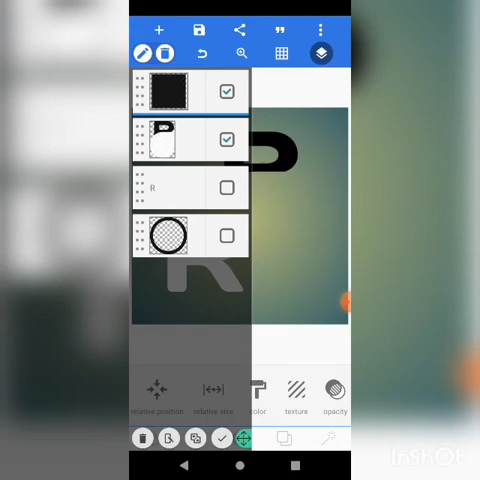 P
R
R
relative position
relative size
color
texture
opacity
InShOt